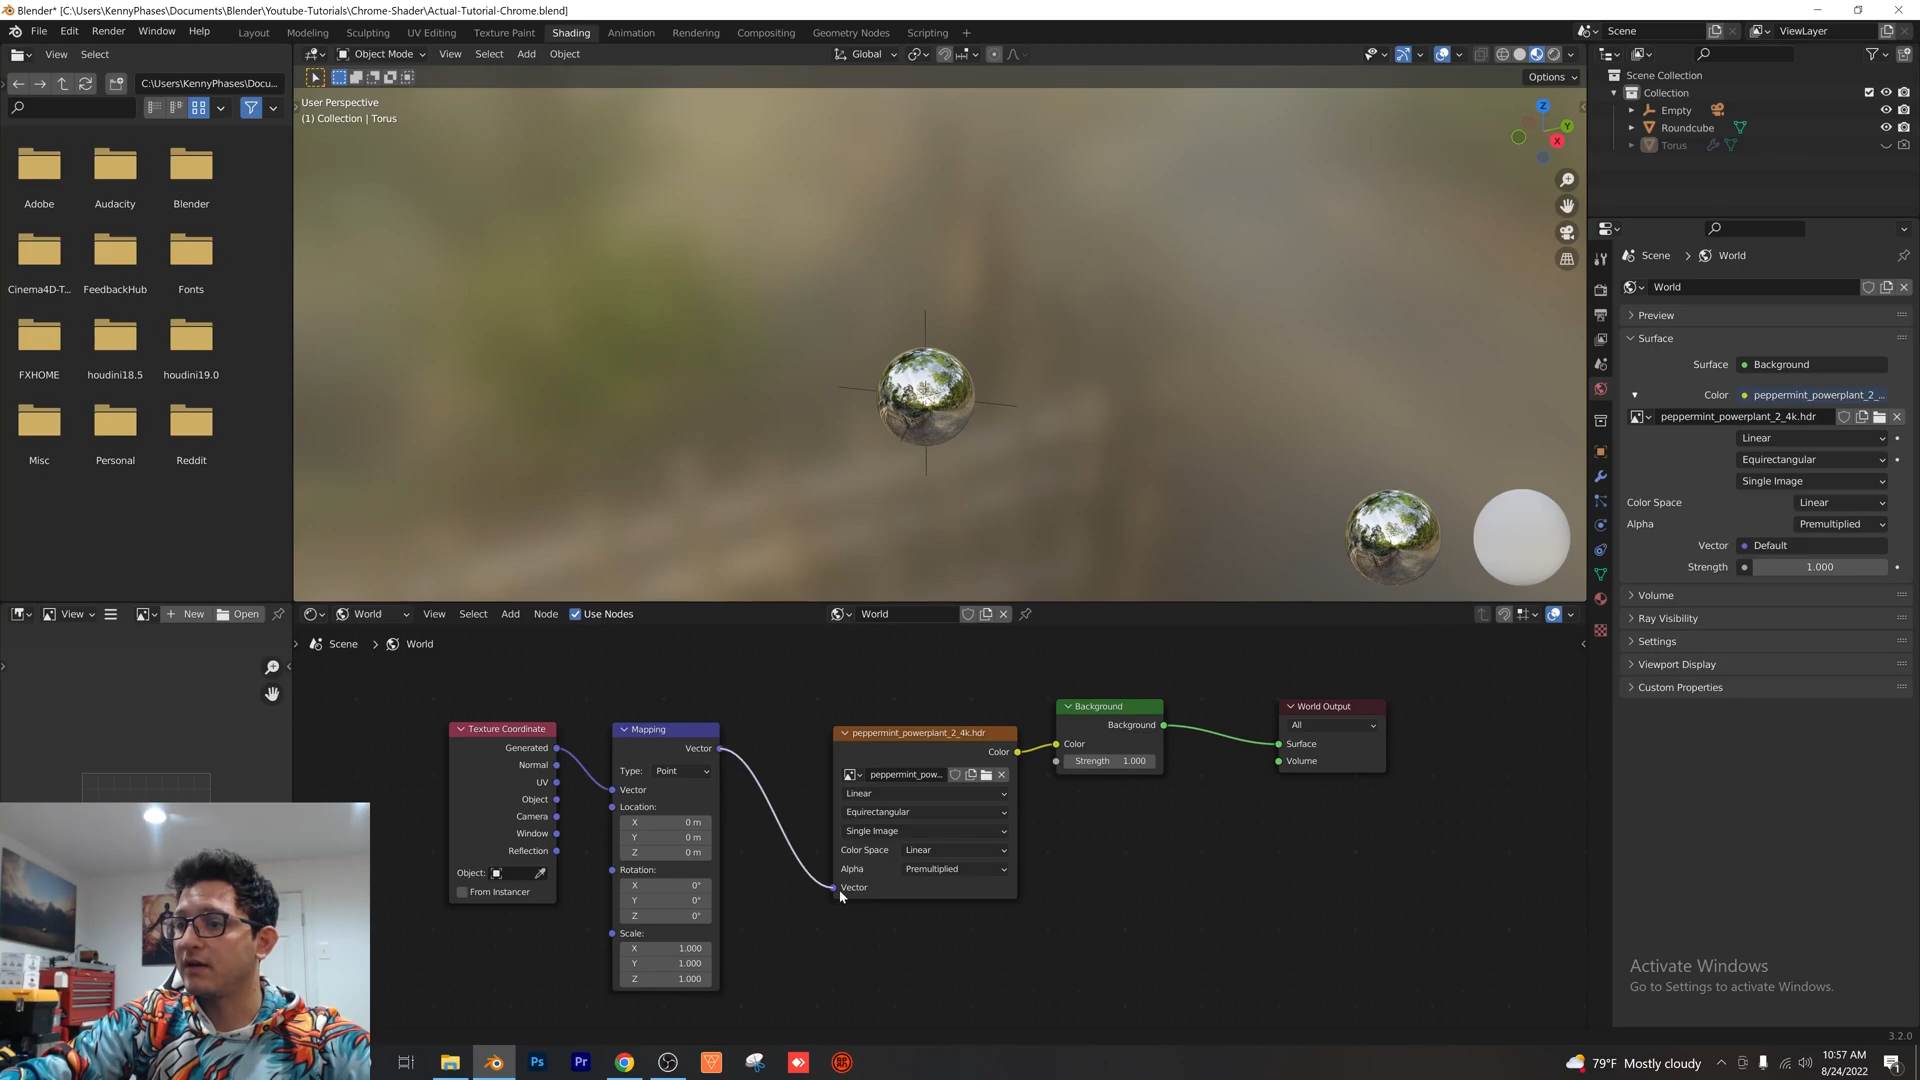 Blender* [C:\Users\KennyPhases\Documents\Blender\Youtube-Tutorials\Chrome-Shader\Actual-Tutorial-Chrome.blend]
File Edit Render Window Help Layout Modeling Sculpting UV Editing Texture Paint Shading Animation Rendering Compositing Geometry Nodes Scripting + Scene ViewLayer
View Select Object Mode View Select Add Object Global
C:\Users\KennyPhases\Docu... Options
User Perspective
(1) Collection | Torus
Scene Collection
Collection
Empty
Roundcube
Torus
Z
Y
X
Adobe Audacity Blender
Cinema4D-T... FeedbackHub Fonts
FXHOME houdini18.5 houdini19.0
Misc Personal Reddit
Scene > World
World
Preview
Surface
Surface Background
Color peppermint_powerplant_2_...
peppermint_powerplant_2_4k.hdr
Linear
Equirectangular
Single Image
Color Space Linear
Alpha Premultiplied
Vector Default
Strength 1.000
Volume
Ray Visibility
Settings
Viewport Display
Custom Properties
View + New Open World View Select Add Node Use Nodes World
Scene > World
Texture Coordinate
Generated
Normal
UV
Object
Camera
Window
Reflection
Object:
From Instancer
Mapping
Vector
Type: Point
Vector
Location:
X 0 m
Y 0 m
Z 0 m
Rotation:
X 0°
Y 0°
Z 0°
Scale:
X 1.000
Y 1.000
Z 1.000
peppermint_powerplant_2_4k.hdr
Color
peppermint_pow...
Linear
Equirectangular
Single Image
Color Space Linear
Alpha Premultiplied
Vector
Background
Background
Color
Strength 1.000
World Output
All
Surface
Volume
Activate Windows
Go to Settings to activate Windows.
3.2.0
Ps Pr
79°F Mostly cloudy
10:57 AM
8/24/2022
1